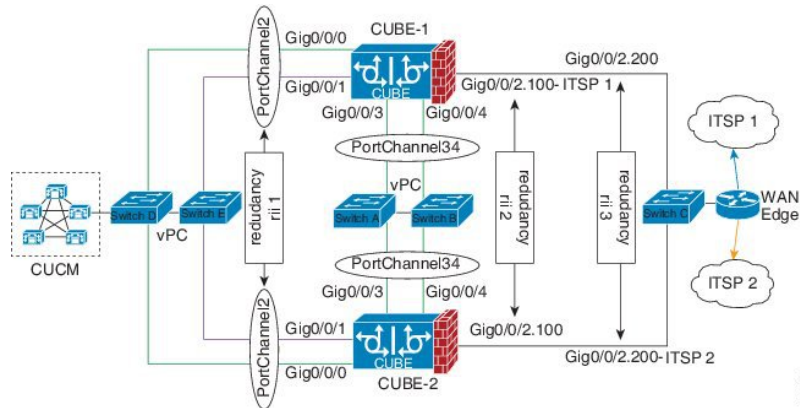 CUBE-1
PortChannel2
Gig0/0/0
Gig0/0/1
CUBE
Gig0/0/2.200
Gig0/0/2.100-ITSP 1
Gig0/0/3
Gig0/0/4
ITSP 1
PortChannel34
redudancy
rii 1
vPC
redudancy
rii 2
redudancy
rii 3
Switch D
Switch E
Switch A
Switch B
Switch C
WAN
Edge
vPC
CUCM
PortChannel34
ITSP 2
PortChannel2
Gig0/0/3
Gig0/0/4
Gig0/0/1
Gig0/0/2.100
CUBE
Gig0/0/0
Gig0/0/2.200-ITSP 2
CUBE-2